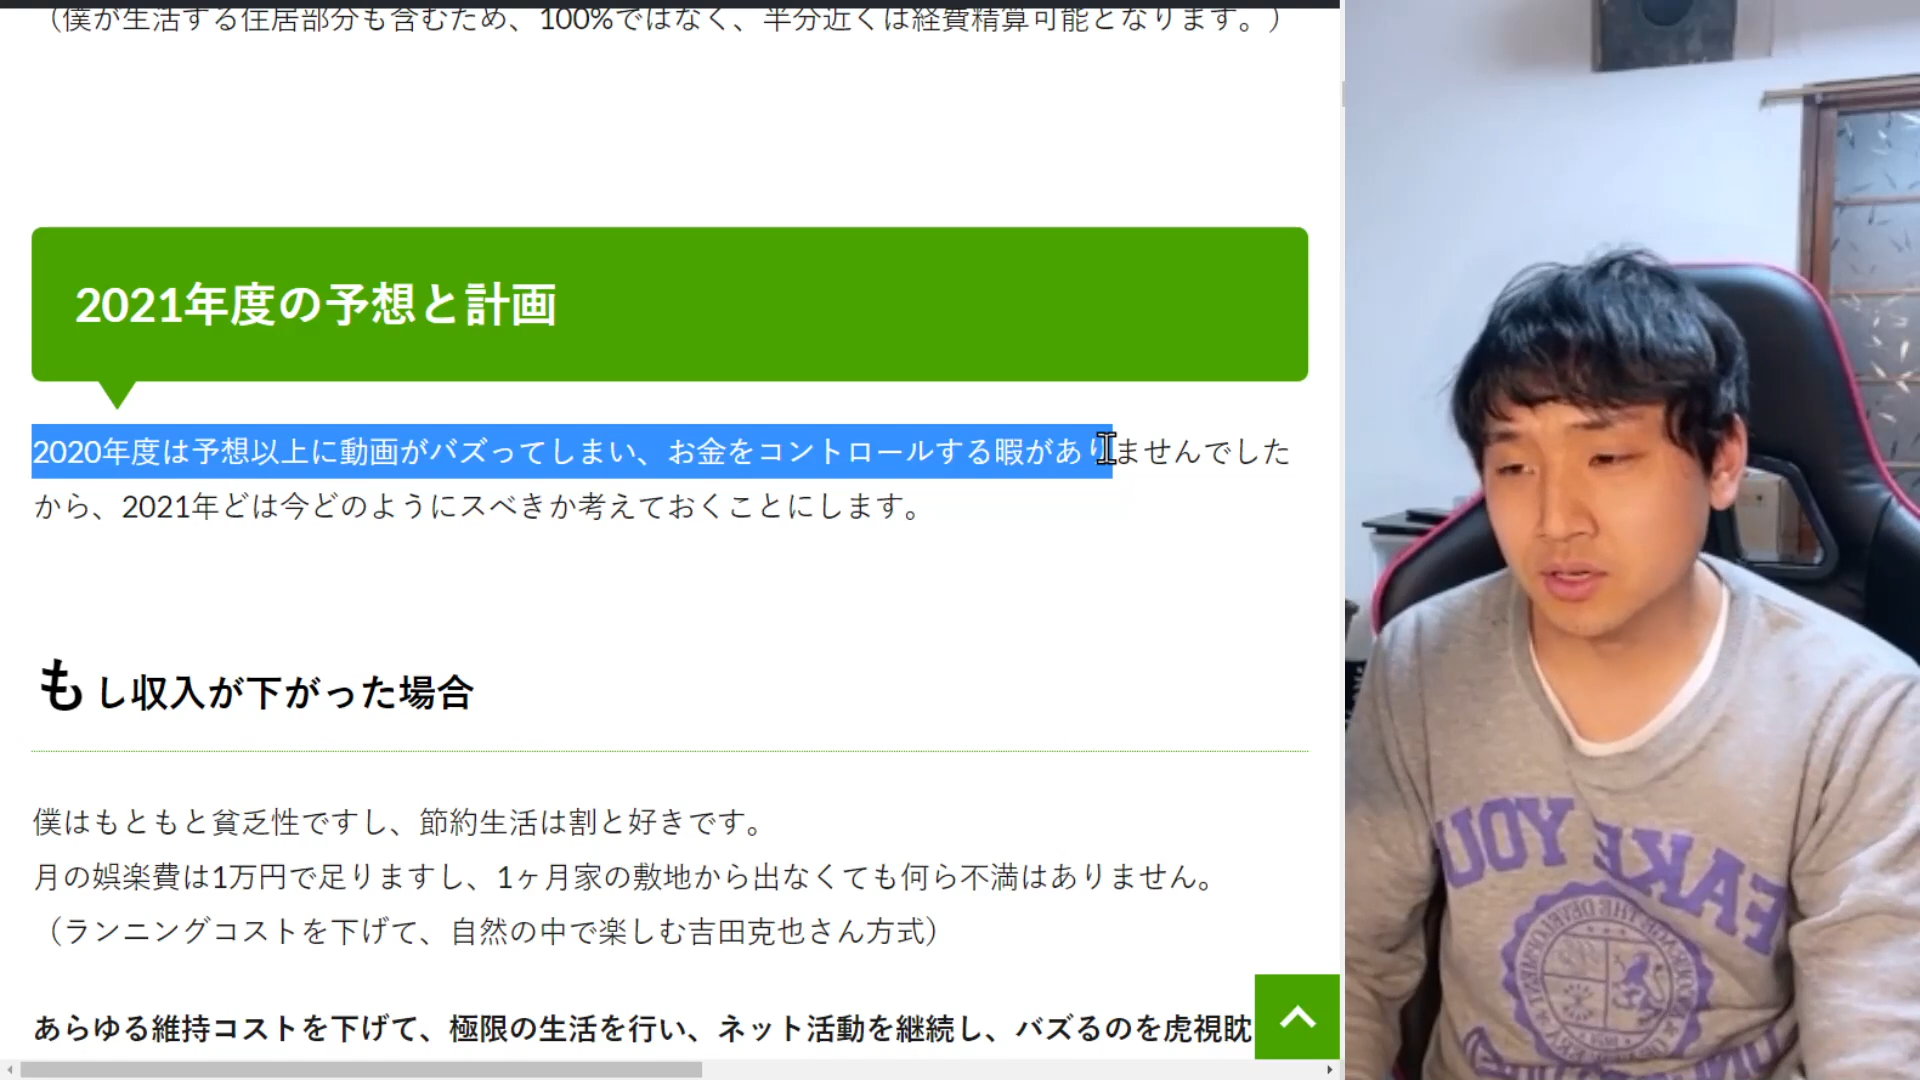 （僕が生活する住居部分も含むため、100%ではなく、半分近くは経費精算可能となります。）
2021年度の予想と計画
2020年度は予想以上に動画がバズってしまい、お金をコントロールする暇がありませんでした
から、2021年どは今どのようにスべきか考えておくことにします。
もし収入が下がった場合
僕はもともと貧乏性ですし、節約生活は割と好きです。
月の娯楽費は1万円で足りますし、1ヶ月家の敷地から出なくても何ら不満はありません。
（ランニングコストを下げて、自然の中で楽しむ吉田克也さん方式）
あらゆる維持コストを下げて、極限の生活を行い、ネット活動を継続し、バズるのを虎視眈
FAKE YOU